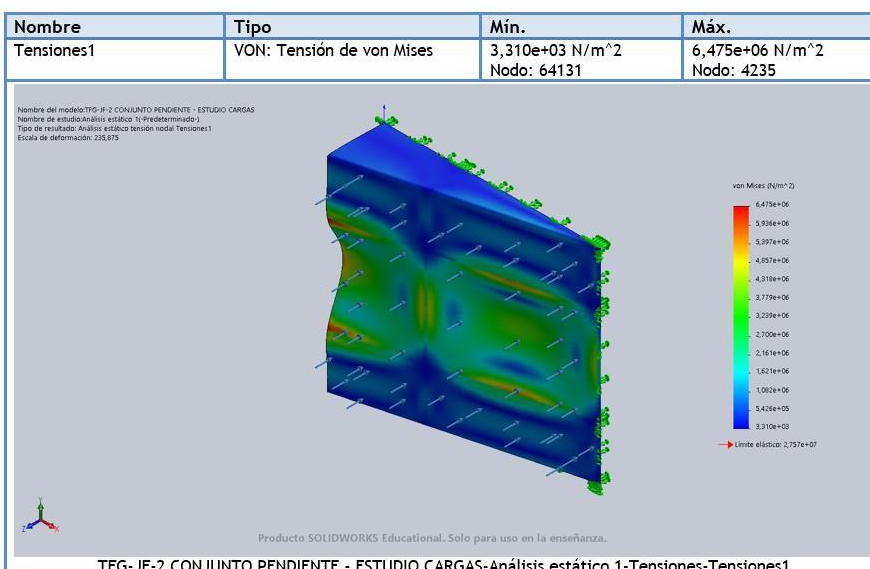 Nombre Tipo Mín. Máx.
Tensiones1 VON: Tensión de von Mises 3,310e+03 N/m^2 6,475e+06 N/m^2
Nodo: 64131 Nodo: 4235
Nombre del modelo:TFG-JF-2 CONJUNTO PENDIENTE - ESTUDIO CARGAS
Nombre de estudio:Análisis estático 1(-Predeterminado-)
Tipo de resultado: Análisis estático tensión nodal Tensiones1
Escala de deformación: 235,875
von Mises (N/m^2)
6,475e+06
5,936e+06
5,397e+06
4,857e+06
4,318e+06
3,779e+06
3,239e+06
2,700e+06
2,161e+06
1,621e+06
1,082e+06
5,426e+05
3,310e+03
Límite elástico: 2,757e+07
Y
Z X
Producto SOLIDWORKS Educational. Solo para uso en la enseñanza.
TFG-JF-2 CONJUNTO PENDIENTE - ESTUDIO CARGAS-Análisis estático 1-Tensiones-Tensiones1